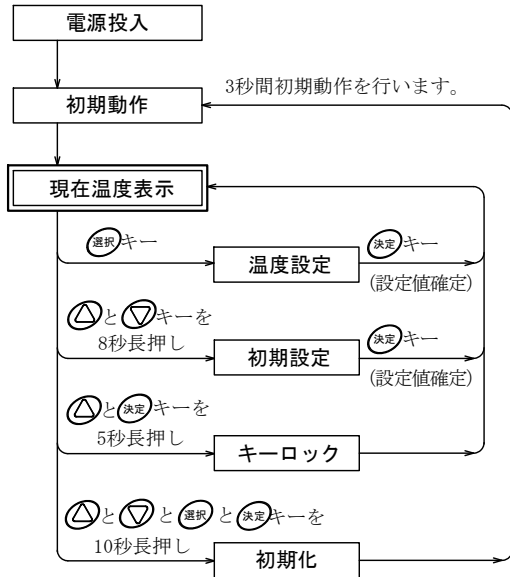 電源投入
3秒間初期動作を行います。
初期動作
現在温度表示
選択キー
決定キー
温度設定
(設定値確定)
△と▽キーを
8秒長押し
決定キー
初期設定
(設定値確定)
△と決定キーを
5秒長押し
キーロック
△と▽と選択と決定キーを
10秒長押し
初期化